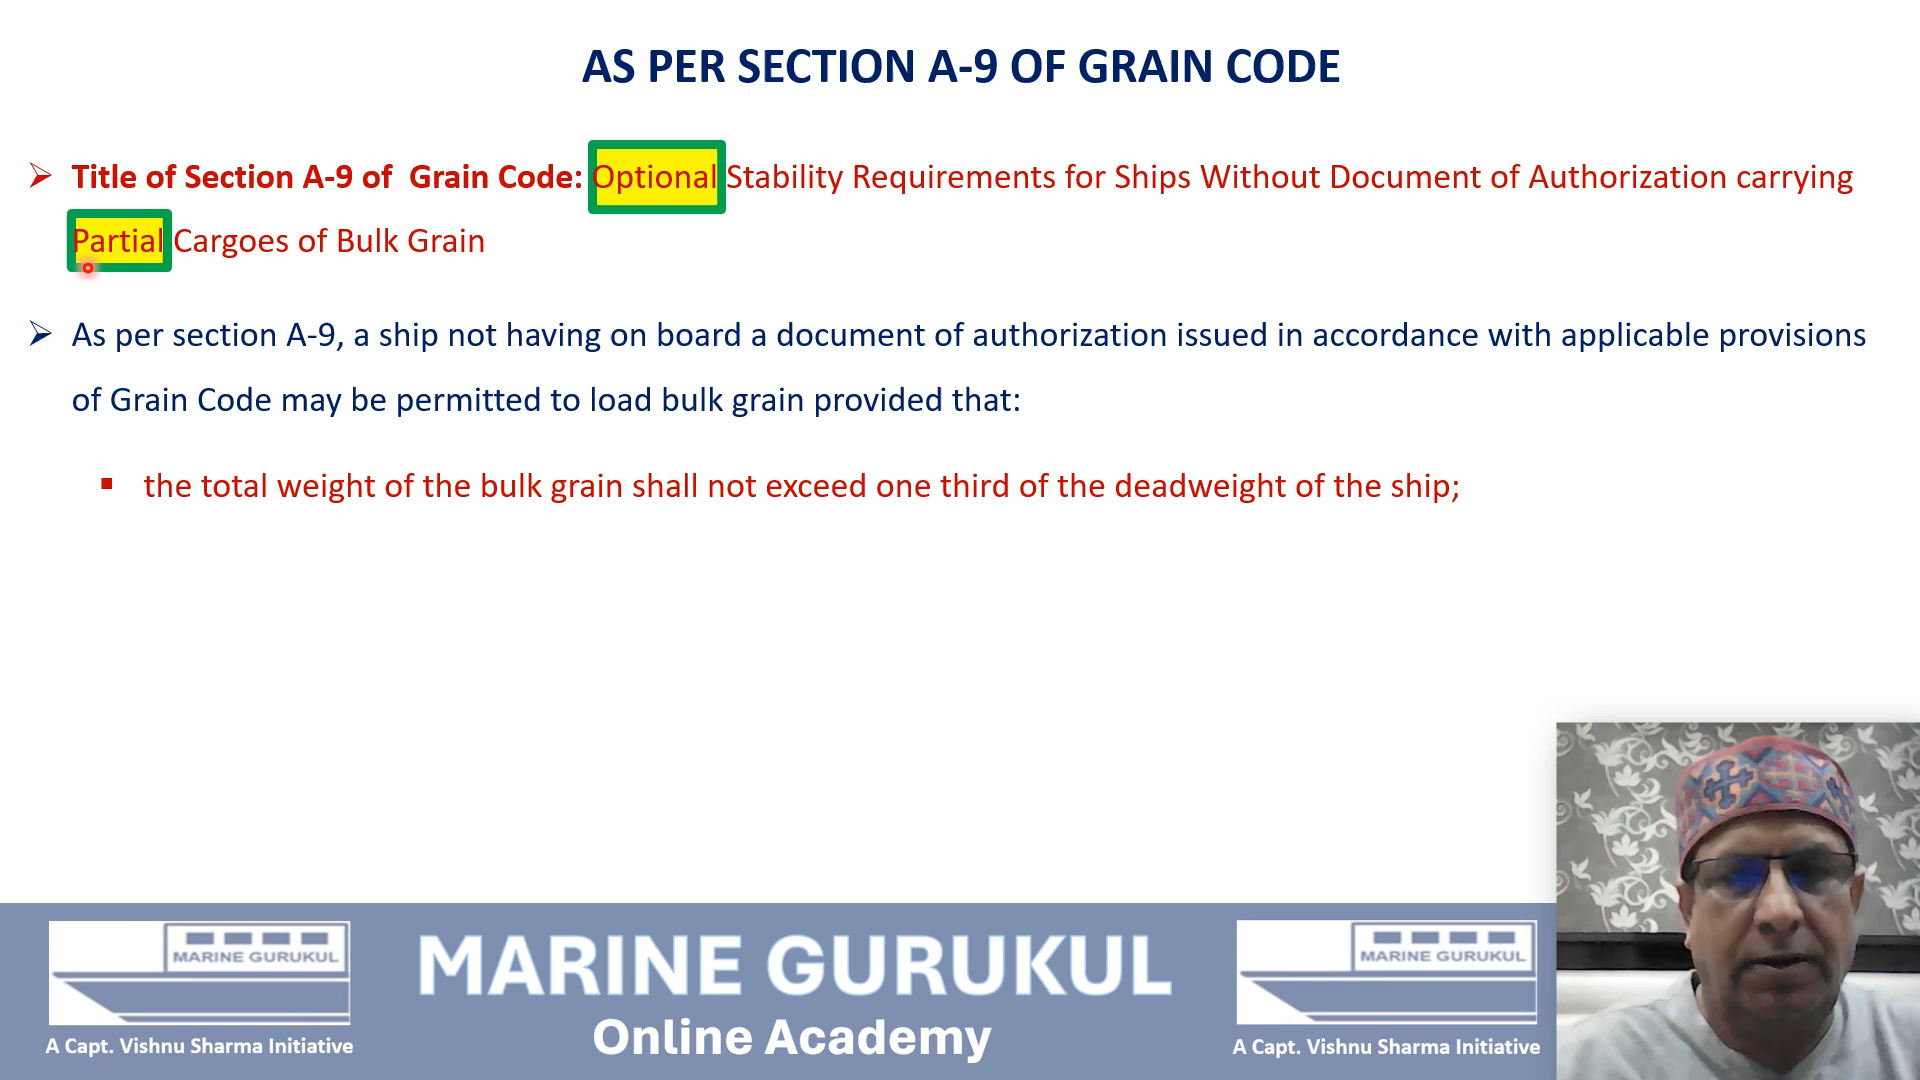 AS PER SECTION A-9 OF GRAIN CODE
Title of Section A-9 of Grain Code: Optional Stability Requirements for Ships Without Document of Authorization carrying
Partial Cargoes of Bulk Grain
As per section A-9, a ship not having on board a document of authorization issued in accordance with applicable provisions
of Grain Code may be permitted to load bulk grain provided that:
the total weight of the bulk grain shall not exceed one third of the deadweight of the ship;
MARINE GURUKUL
A Capt. Vishnu Sharma Initiative
MARINE GURUKUL
Online Academy
MARINE GURUKUL
A Capt. Vishnu Sharma Initiative